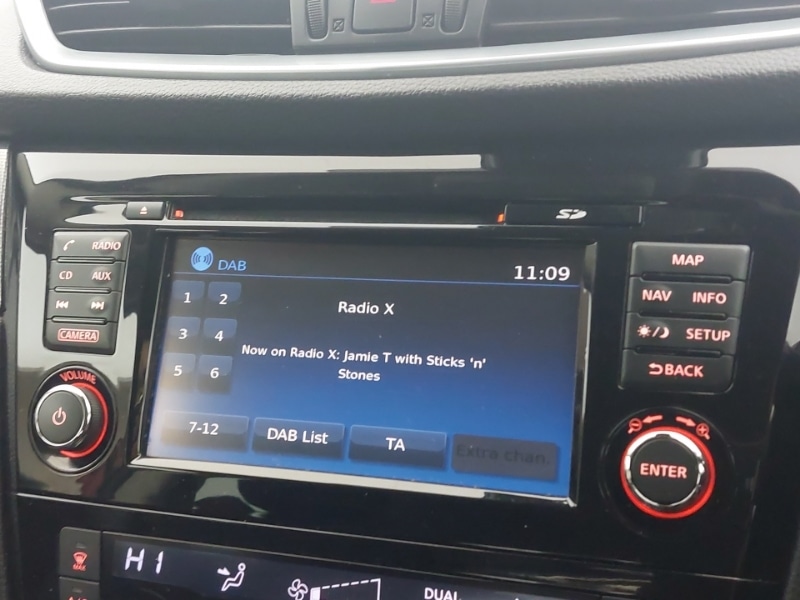 SD
RADIO
CD AUX
CAMERA
VOLUME
DAB
11:09
1 2
3 4
5 6
Radio X
Now on Radio X: Jamie T with Sticks 'n'
Stones
7-12
DAB List
TA
Extra chan.
MAP
NAV INFO
SETUP
BACK
ENTER
HI
DUAL